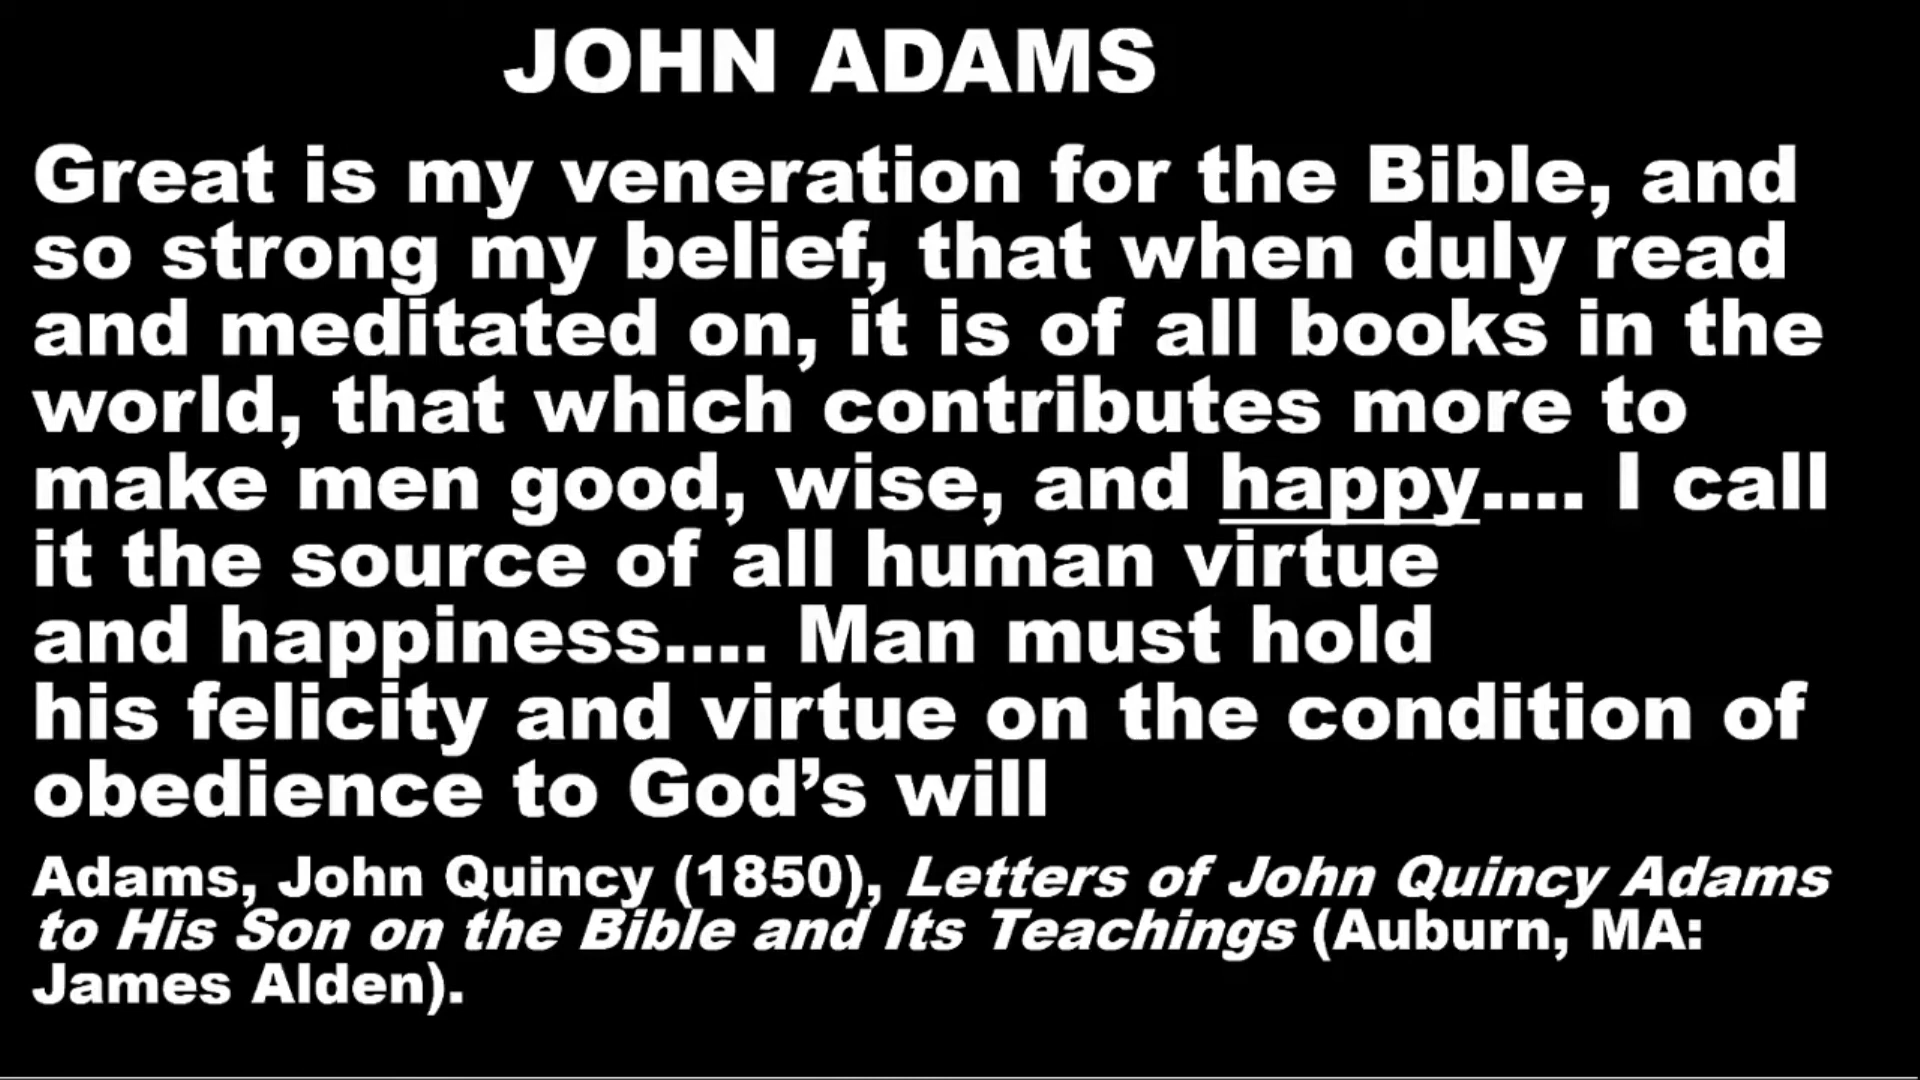 JOHN ADAMS
Great is my veneration for the Bible, and
so strong my belief, that when duly read
and meditated on, it is of all books in the
world, that which contributes more to
make men good, wise, and happy.... I call
it the source of all human virtue
and happiness.... Man must hold
his felicity and virtue on the condition of
obedience to God’s will
Adams, John Quincy (1850), Letters of John Quincy Adams
to His Son on the Bible and Its Teachings (Auburn, MA:
James Alden).